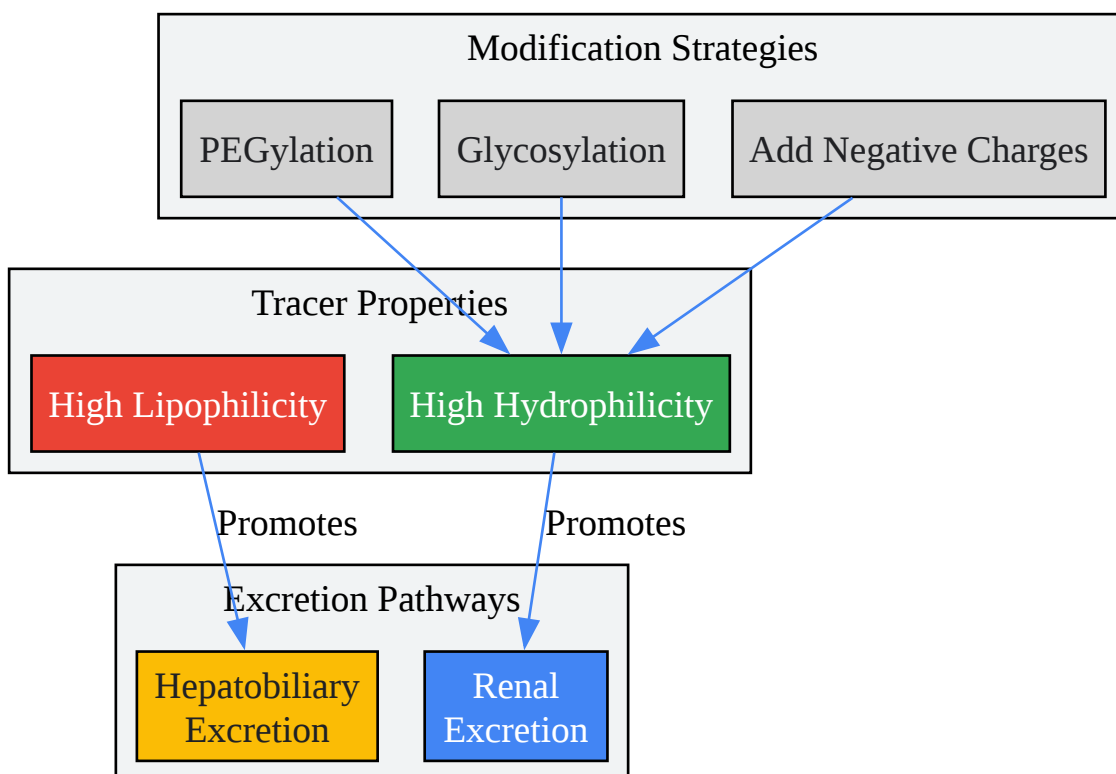 Modification Strategies
PEGylation
Glycosylation
Add Negative Charges
Tracer Properties
High Lipophilicity
High Hydrophilicity
Promotes
Promotes
Excretion Pathways
Hepatobiliary
Excretion
Renal
Excretion